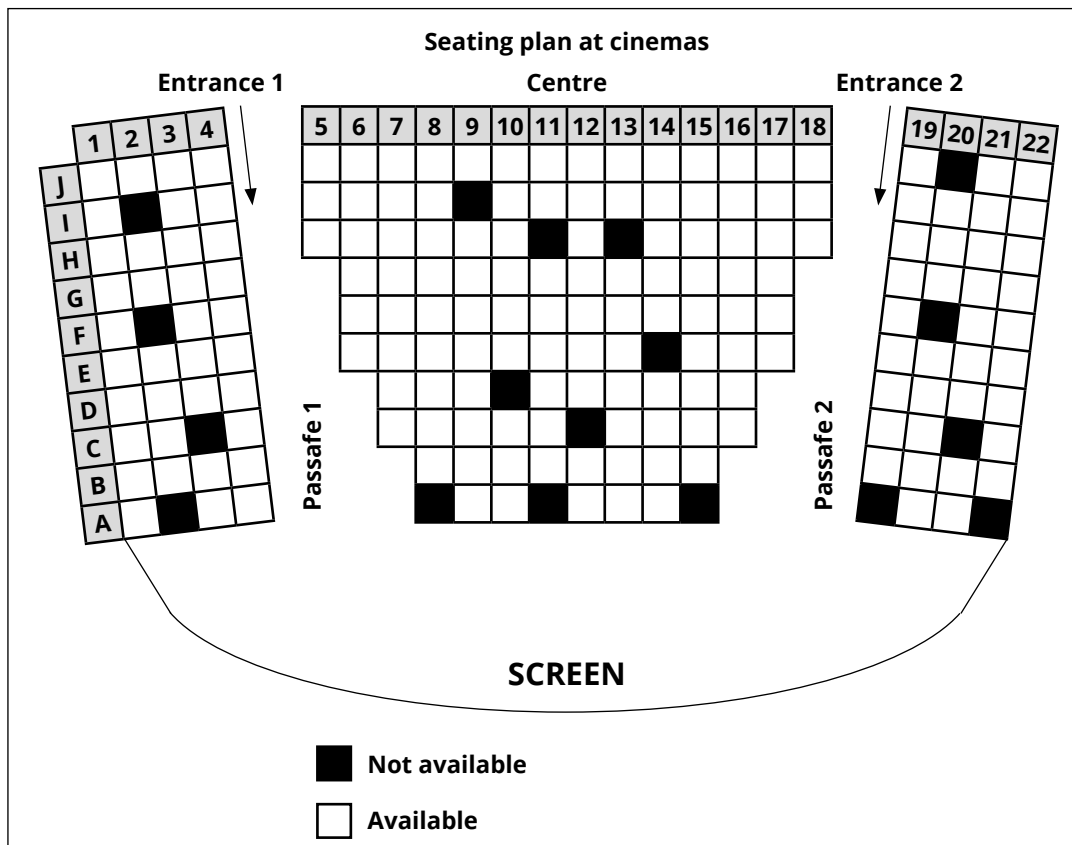 Seating plan at cinemas
Entrance 1 Centre Entrance 2
1 2 3 4
5 6 7 8 9 10 11 12 13 14 15 16 17 18
19 20 21 22
J
I
H
G
F
E
D
C
B
A
Passafe 1
Passafe 2
SCREEN
Not available
Available